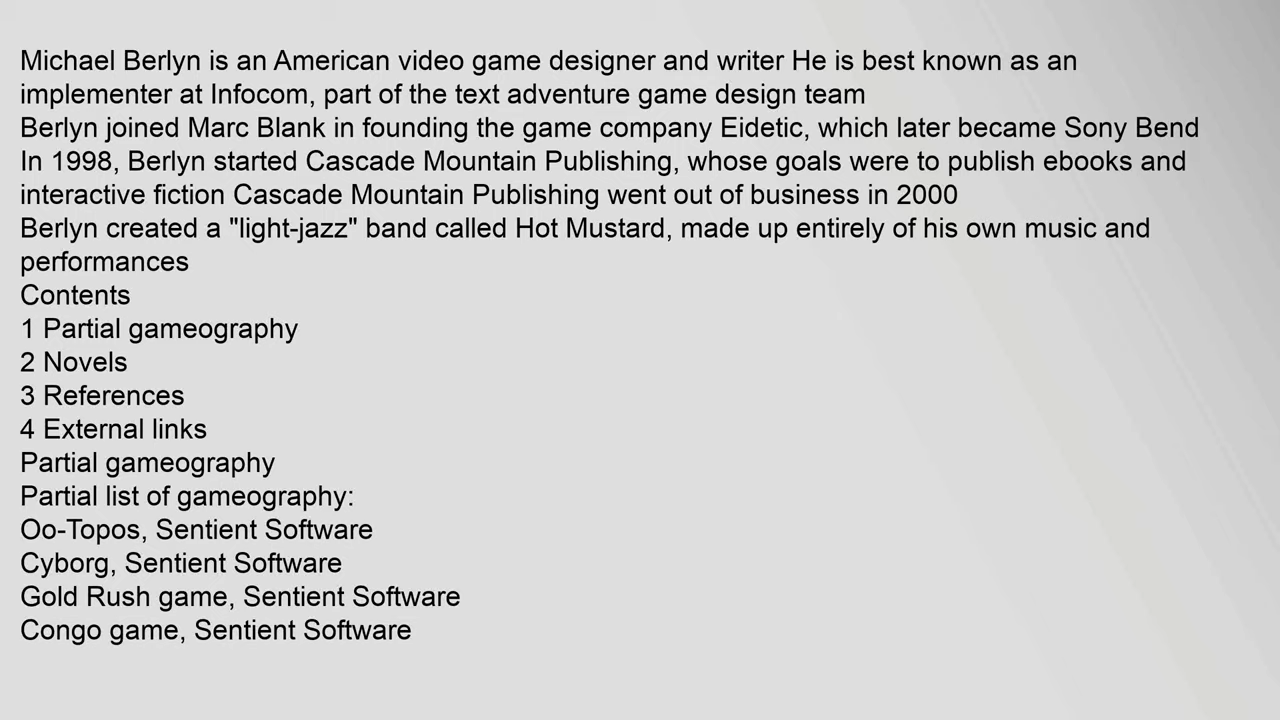 Michael Berlyn is an American video game designer and writer He is best known as an
implementer at Infocom, part of the text adventure game design team
Berlyn joined Marc Blank in founding the game company Eidetic, which later became Sony Bend
In 1998, Berlyn started Cascade Mountain Publishing, whose goals were to publish ebooks and
interactive fiction Cascade Mountain Publishing went out of business in 2000
Berlyn created a "light-jazz" band called Hot Mustard, made up entirely of his own music and
performances
Contents
1 Partial gameography
2 Novels
3 References
4 External links
Partial gameography
Partial list of gameography:
Oo-Topos, Sentient Software
Cyborg, Sentient Software
Gold Rush game, Sentient Software
Congo game, Sentient Software